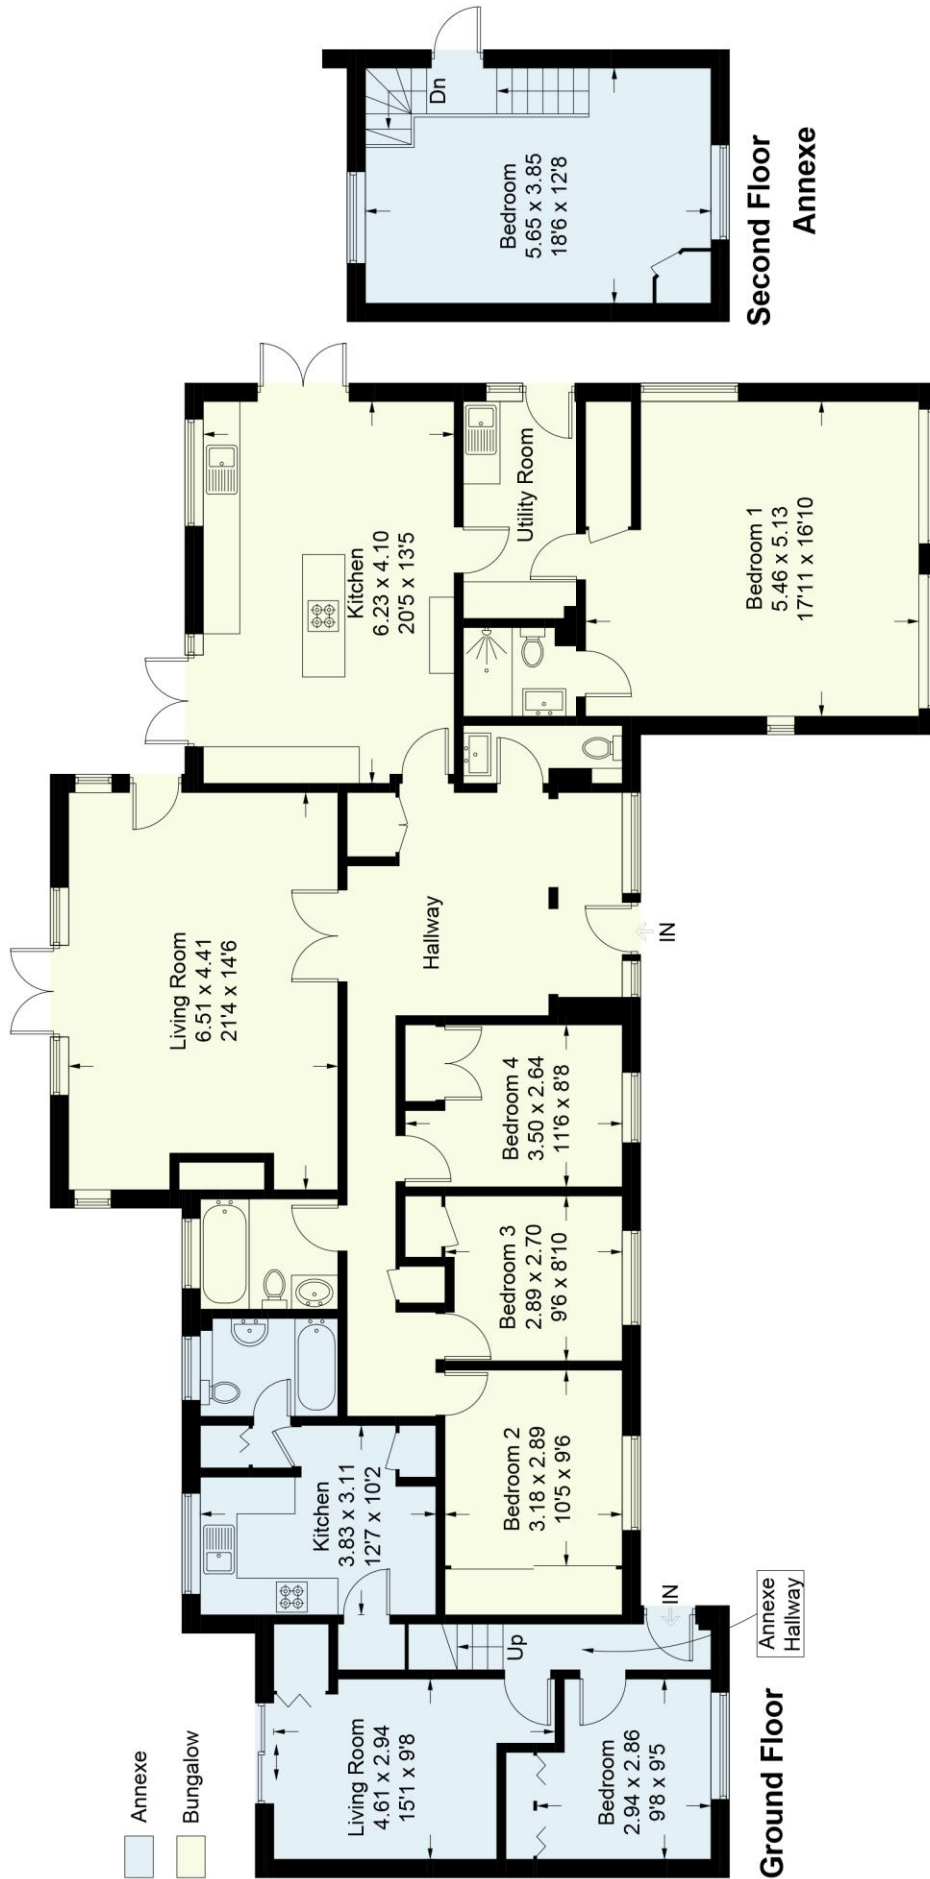 Annexe
Bungalow
Living Room
4.61 x 2.94
15'1 x 9'8
Kitchen
3.83 x 3.11
12'7 x 10'2
Living Room
6.51 x 4.41
21'4 x 14'6
Kitchen
6.23 x 4.10
20'5 x 13'5
Utility Room
Hallway
Bedroom
2.94 x 2.86
9'8 x 9'5
Up
IN
Annexe
Hallway
Bedroom 2
3.18 x 2.89
10'5 x 9'6
Bedroom 3
2.89 x 2.70
9'6 x 8'10
Bedroom 4
3.50 x 2.64
11'6 x 8'8
IN
Bedroom 1
5.46 x 5.13
17'11 x 16'10
Ground Floor
Dn
Bedroom
5.65 x 3.85
18'6 x 12'8
Second Floor
Annexe